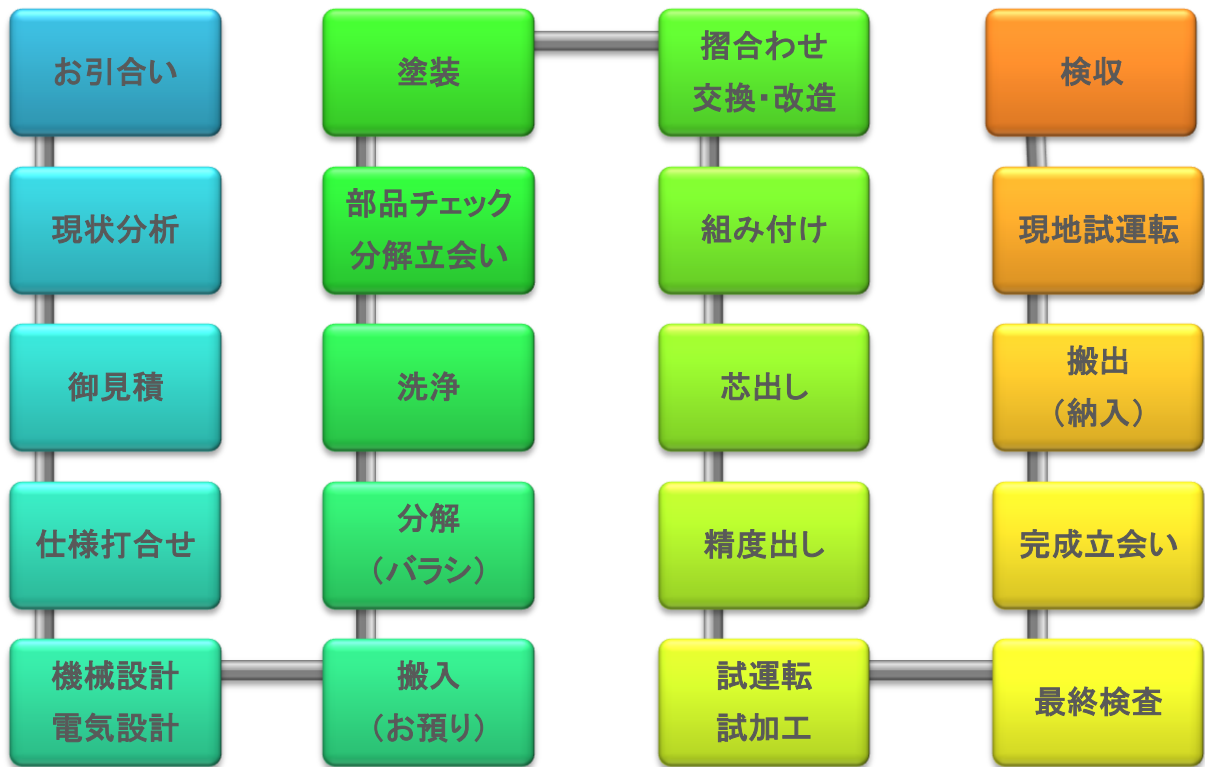 お引合い
現状分析
御見積
仕様打合せ
機械設計
電気設計
搬入
（お預り）
分解
（バラシ）
洗浄
部品チェック
分解立会い
塗装
摺合わせ
交換・改造
組み付け
芯出し
精度出し
試運転
試加工
最終検査
完成立会い
搬出
（納入）
現地試運転
検収